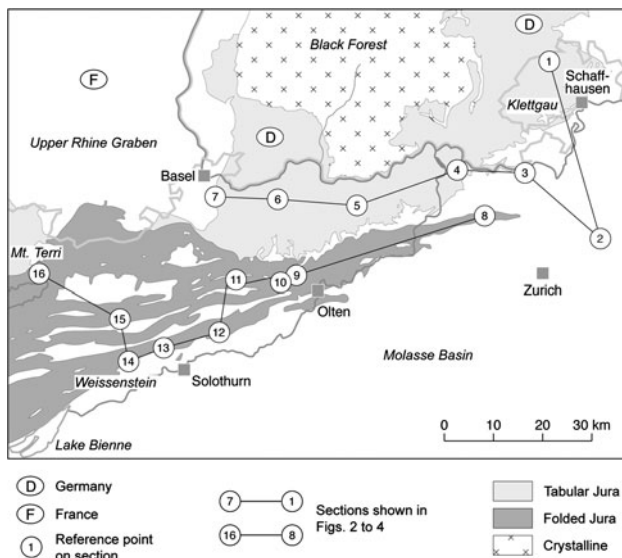 Black Forest
D
1
Schaff-
hausen
F
Klettgau
Upper Rhine Graben
D
Basel
4
3
7
6
5
8
2
Mt. Terri
16
11
10
9
Zurich
Olten
15
12
13
14
Molasse Basin
Weissenstein
Solothurn
Lake Bienne
0 10 20 30 km
D Germany
F France
1 Reference point
on section
7 1
16 8
Sections shown in
Figs. 2 to 4
Tabular Jura
Folded Jura
Crystalline